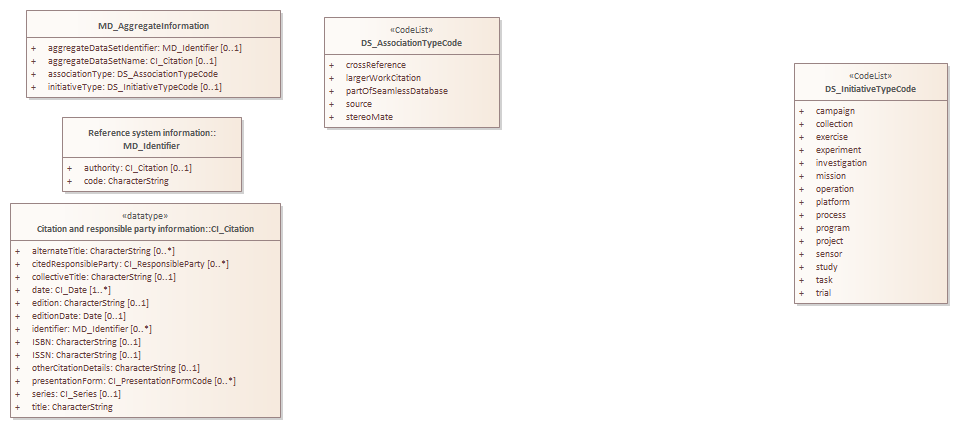 MD_AggregateInformation
+ aggregateDataSetIdentifier: MD_Identifier [0..1]
+ aggregateDataSetName: CI_Citation [0..1]
+ associationType: DS_AssociationTypeCode
+ initiativeType: DS_InitiativeTypeCode [0..1]
Reference system information::
MD_Identifier
+ authority: CI_Citation [0..1]
+ code: CharacterString
«datatype»
Citation and responsible party information::CI_Citation
+ alternateTitle: CharacterString [0..*]
+ citedResponsibleParty: CI_ResponsibleParty [0..*]
+ collectiveTitle: CharacterString [0..1]
+ date: CI_Date [1..*]
+ edition: CharacterString [0..1]
+ editionDate: Date [0..1]
+ identifier: MD_Identifier [0..*]
+ ISBN: CharacterString [0..1]
+ ISSN: CharacterString [0..1]
+ otherCitationDetails: CharacterString [0..1]
+ presentationForm: CI_PresentationFormCode [0..*]
+ series: CI_Series [0..1]
+ title: CharacterString
«CodeList»
DS_AssociationTypeCode
+ crossReference
+ largerWorkCitation
+ partOfSeamlessDatabase
+ source
+ stereoMate
«CodeList»
DS_InitiativeTypeCode
+ campaign
+ collection
+ exercise
+ experiment
+ investigation
+ mission
+ operation
+ platform
+ process
+ program
+ project
+ sensor
+ study
+ task
+ trial